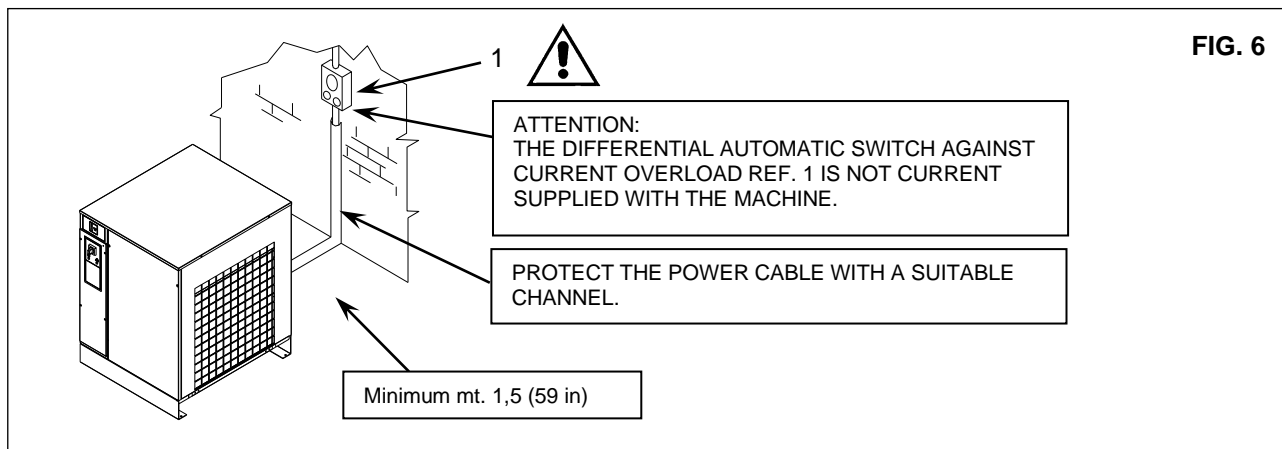 FIG. 6
1
ATTENTION:
THE DIFFERENTIAL AUTOMATIC SWITCH AGAINST
CURRENT OVERLOAD REF. 1 IS NOT CURRENT
SUPPLIED WITH THE MACHINE.
PROTECT THE POWER CABLE WITH A SUITABLE
CHANNEL.
Minimum mt. 1,5 (59 in)